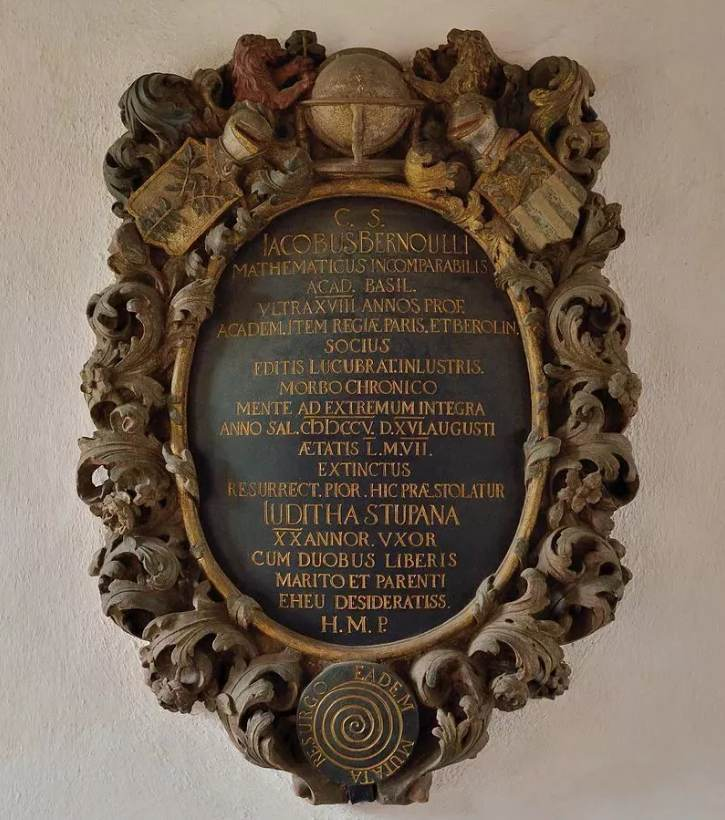 C. S.
IACOBUS BERNOULLI
MATHEMATICUS INCOMPARABILIS
ACAD. BASIL.
VLTRA XVIII ANNOS PROF.
ACADEM. ITEM REGIÆ PARIS. ET BEROLIN.
SOCIUS
EDITIS LUCUBRAT. INLUSTRIS.
MORBO CHRONICO
MENTE AD EXTREMUM INTEGRA
ANNO SAL. CIↃIↃCCV. D. XVI. AUGUSTI
ÆTATIS L. M. VII.
EXTINCTUS
RESURRECT. PIOR. HIC PRÆSTOLATUR
IUDITHA STUPANA
XX ANNOR. VXOR
CUM DUOBUS LIBERIS
MARITO ET PARENTI
EHEU DESIDERATISS.
H. M. P.
EADEM MUTATA RESURGO